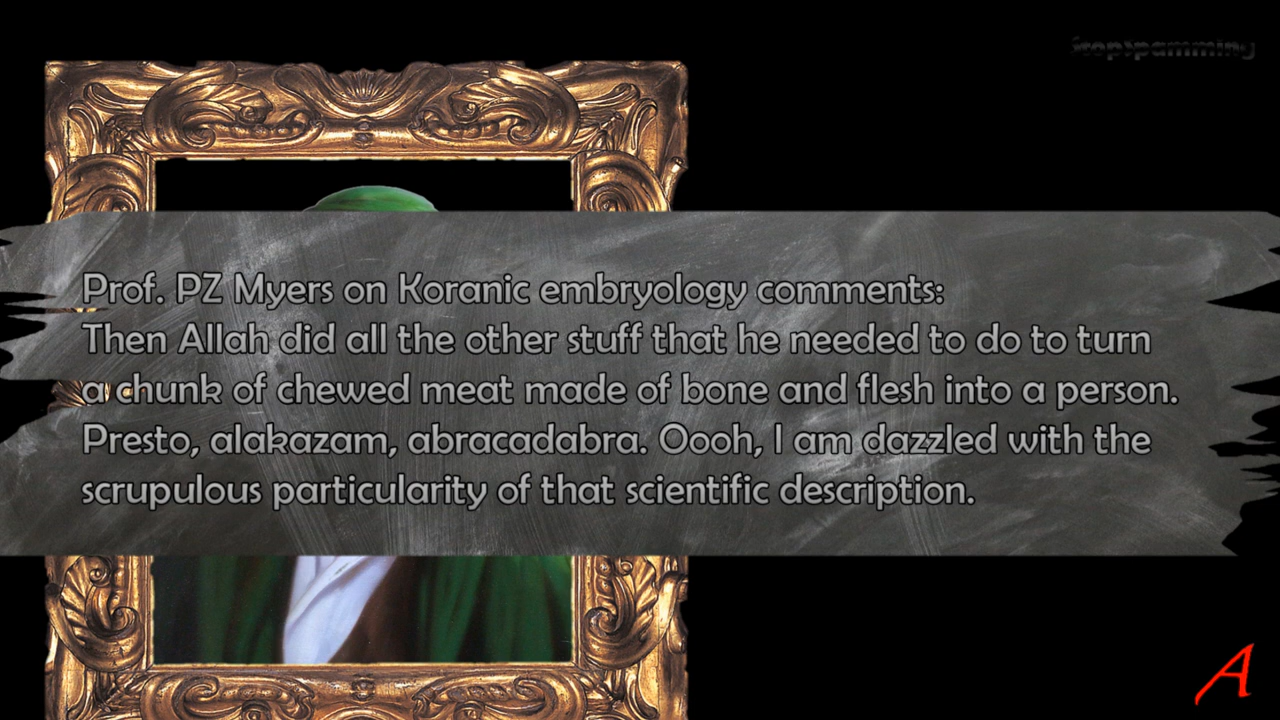 Prof. PZ Myers on Koranic embryology comments:
Then Allah did all the other stuff that he needed to do to turn
a chunk of chewed meat made of bone and flesh into a person.
Presto, alakazam, abracadabra. Oooh, I am dazzled with the
scrupulous particularity of that scientific description.
A